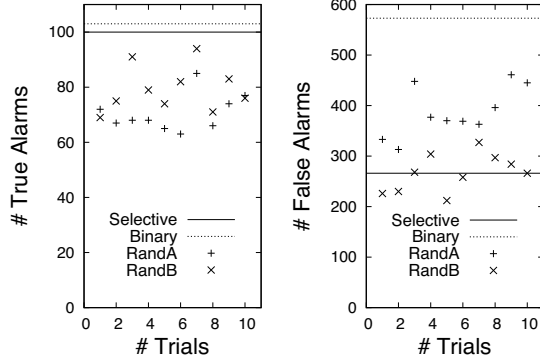 # True Alarms
120
100
80
60
40
20
0
Selective
Binary
RandA
RandB
0 2 4 6 8 10
# Trials
# False Alarms
600
500
400
300
200
100
0
Selective
Binary
RandA
RandB
0 2 4 6 8 10
# Trials